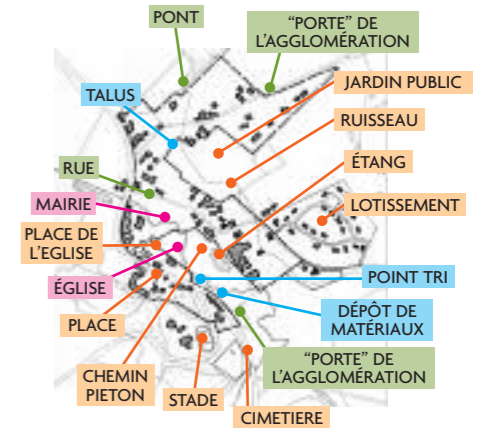 PONT
“PORTE” DE
L’AGGLOMÉRATION
JARDIN PUBLIC
TALUS
RUISSEAU
ÉTANG
RUE
LOTISSEMENT
MAIRIE
PLACE DE
L’EGLISE
POINT TRI
ÉGLISE
DÉPÔT DE
MATÉRIAUX
PLACE
“PORTE” DE
L’AGGLOMÉRATION
CHEMIN
PIETON
STADE
CIMETIERE